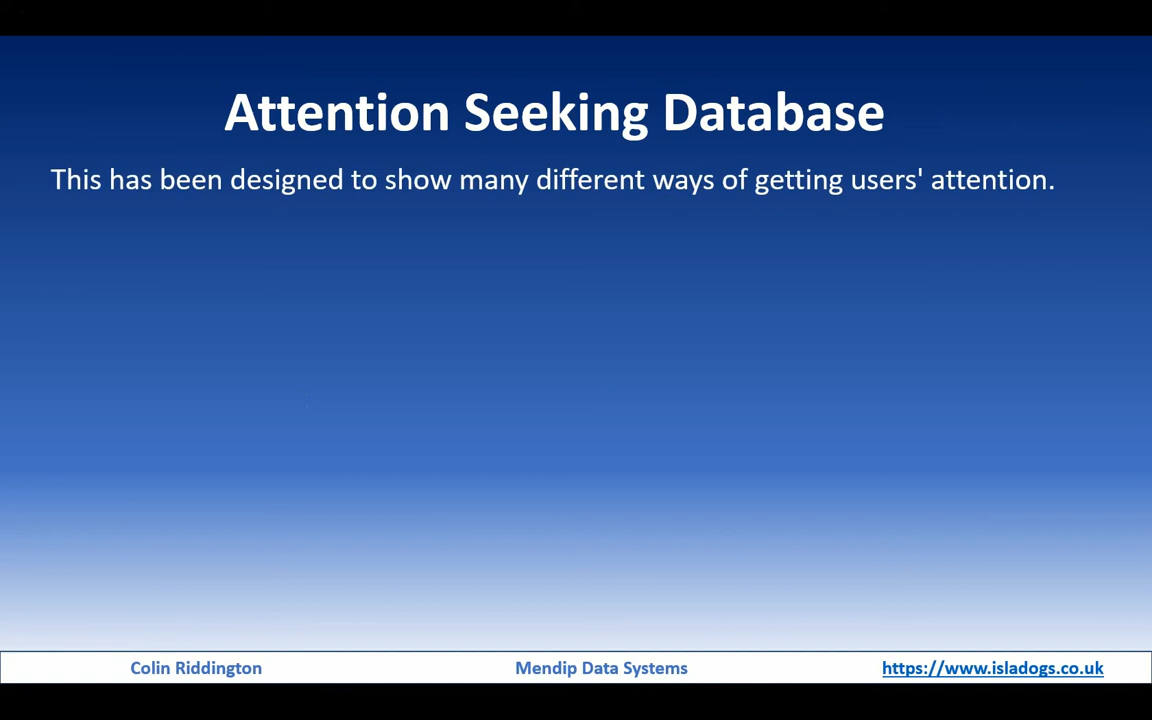 Attention Seeking Database
This has been designed to show many different ways of getting users' attention.
Colin Riddington
Mendip Data Systems
https://www.isladogs.co.uk